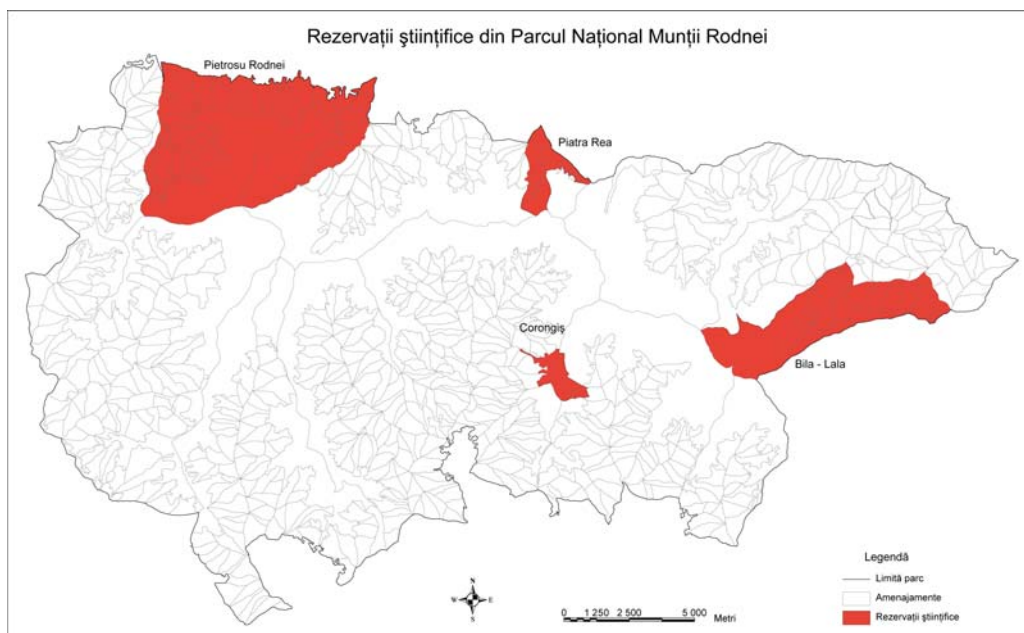 Rezervații științifice din Parcul Național Munții Rodnei
Pietrosu Rodnei
Piatra Rea
Corongiș
Bila - Lala
Legendă
Limită parc
Amenajamente
Rezervații științifice
N
W E
S
0 1 250 2 500 5 000
Metri